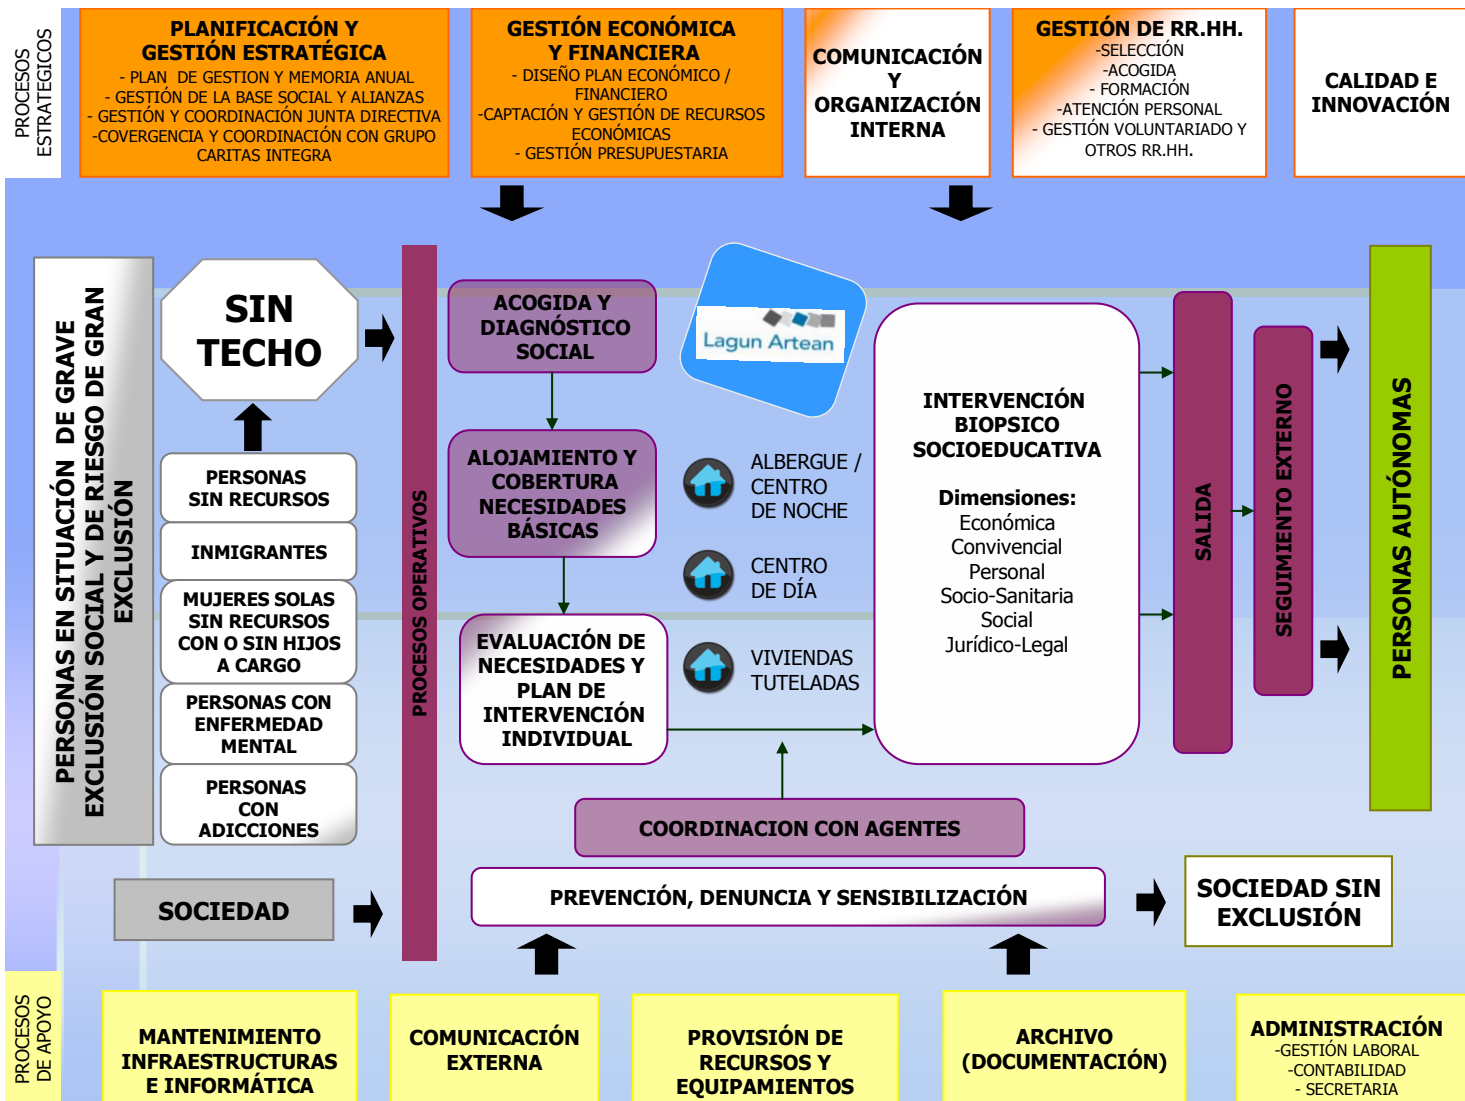 PROCESOS
ESTRATEGICOS
PLANIFICACIÓN Y
GESTIÓN ESTRATÉGICA
- PLAN DE GESTION Y MEMORIA ANUAL
- GESTIÓN DE LA BASE SOCIAL Y ALIANZAS
- GESTIÓN Y COORDINACIÓN JUNTA DIRECTIVA
-COVERGENCIA Y COORDINACIÓN CON GRUPO
CARITAS INTEGRA
GESTIÓN ECONÓMICA
Y FINANCIERA
- DISEÑO PLAN ECONÓMICO /
FINANCIERO
-CAPTACIÓN Y GESTIÓN DE RECURSOS
ECONÓMICAS
- GESTIÓN PRESUPUESTARIA
COMUNICACIÓN
Y
ORGANIZACIÓN
INTERNA
GESTIÓN DE RR.HH.
-SELECCIÓN
-ACOGIDA
- FORMACIÓN
-ATENCIÓN PERSONAL
- GESTIÓN VOLUNTARIADO Y
OTROS RR.HH.
CALIDAD E
INNOVACIÓN
PERSONAS EN SITUACIÓN DE GRAVE
EXCLUSIÓN SOCIAL Y DE RIESGO DE GRAN
EXCLUSIÓN
SIN
TECHO
PERSONAS
SIN RECURSOS
INMIGRANTES
MUJERES SOLAS
SIN RECURSOS
CON O SIN HIJOS
A CARGO
PERSONAS CON
ENFERMEDAD
MENTAL
PERSONAS
CON
ADICCIONES
SOCIEDAD
PROCESOS OPERATIVOS
ACOGIDA Y
DIAGNÓSTICO
SOCIAL
ALOJAMIENTO Y
COBERTURA
NECESIDADES
BÁSICAS
EVALUACIÓN DE
NECESIDADES Y
PLAN DE
INTERVENCIÓN
INDIVIDUAL
Lagun Artean
ALBERGUE /
CENTRO
DE NOCHE
CENTRO
DE DÍA
VIVIENDAS
TUTELADAS
INTERVENCIÓN
BIOPSICO
SOCIOEDUCATIVA
Dimensiones:
Económica
Convivencial
Personal
Socio-Sanitaria
Social
Jurídico-Legal
SALIDA
SEGUIMIENTO EXTERNO
PERSONAS AUTÓNOMAS
COORDINACION CON AGENTES
PREVENCIÓN, DENUNCIA Y SENSIBILIZACIÓN
SOCIEDAD SIN
EXCLUSIÓN
PROCESOS
DE APOYO
MANTENIMIENTO
INFRAESTRUCTURAS
E INFORMÁTICA
COMUNICACIÓN
EXTERNA
PROVISIÓN DE
RECURSOS Y
EQUIPAMIENTOS
ARCHIVO
(DOCUMENTACIÓN)
ADMINISTRACIÓN
-GESTIÓN LABORAL
-CONTABILIDAD
- SECRETARIA